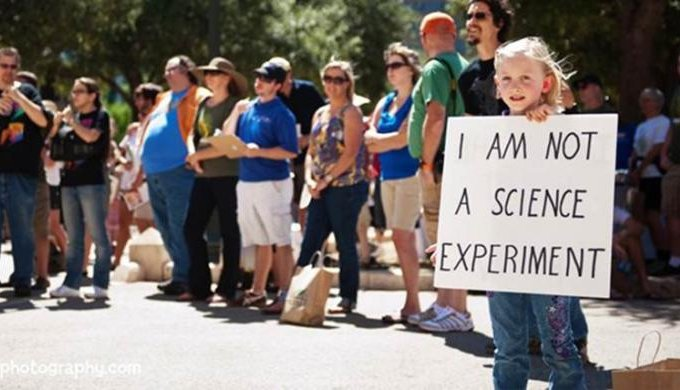 I AM NOT
A SCIENCE
EXPERIMENT
photography.com